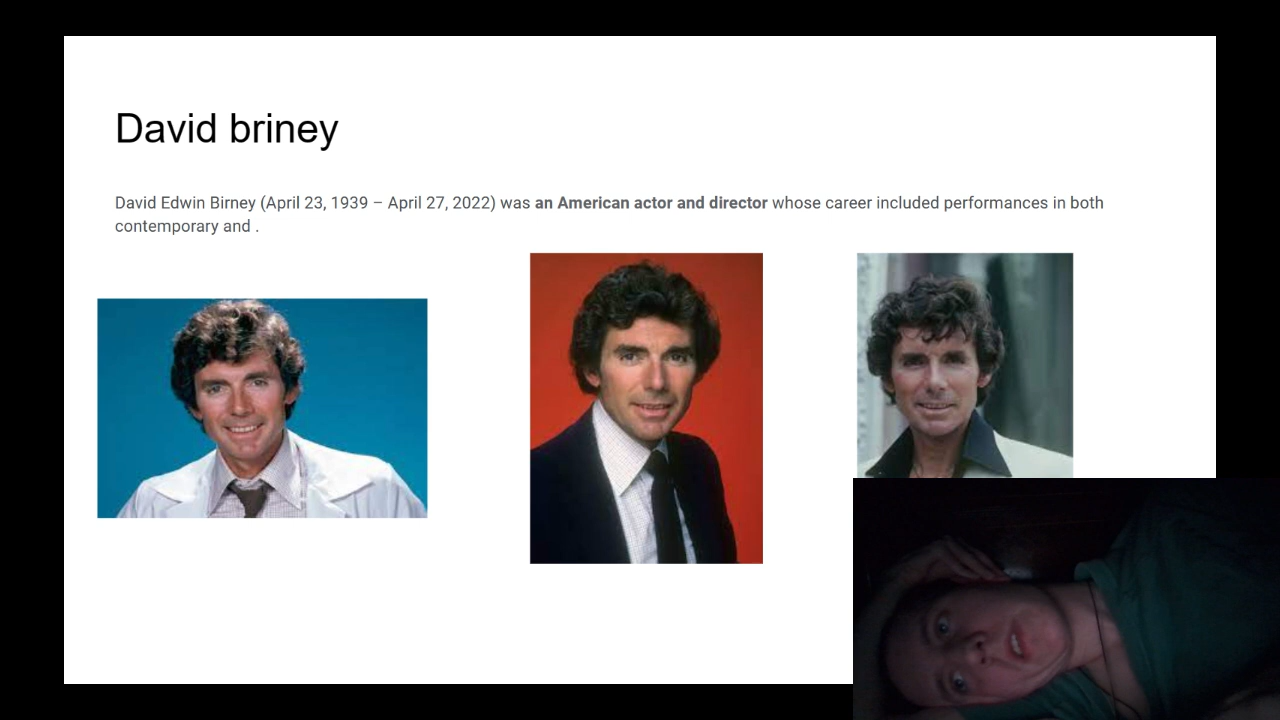 David briney
David Edwin Birney (April 23, 1939 – April 27, 2022) was an American actor and director whose career included performances in both
contemporary and .